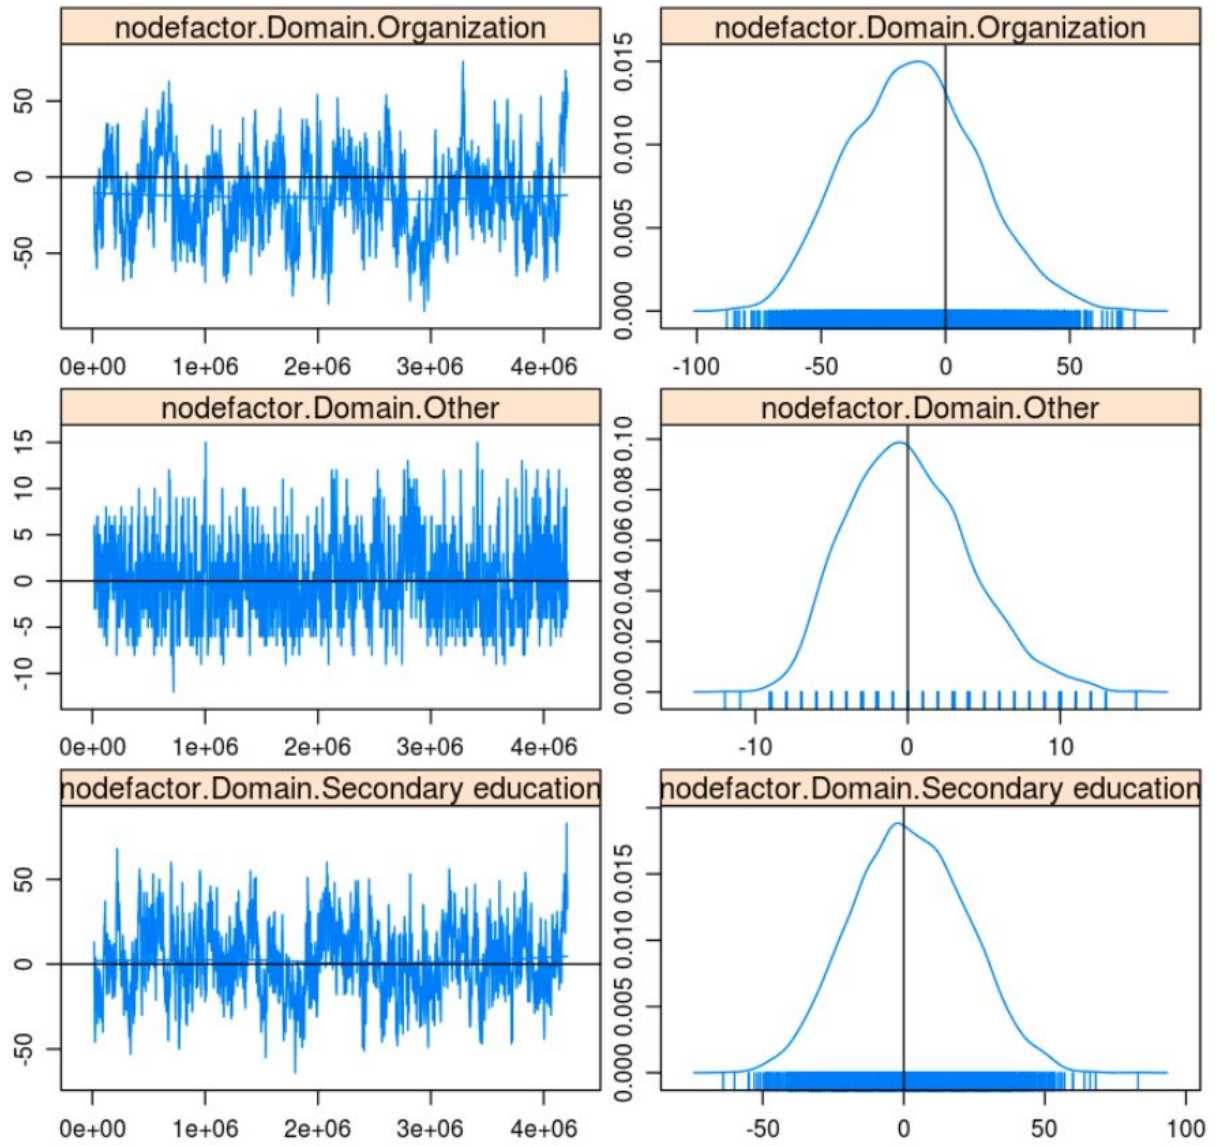 nodefactor.Domain.Organization
nodefactor.Domain.Organization
50
0
-50
0e+00 1e+06 2e+06 3e+06 4e+06
0.015
0.010
0.005
0.000
-100 -50 0 50
nodefactor.Domain.Other
nodefactor.Domain.Other
15
10
5
0
-5
-10
0e+00 1e+06 2e+06 3e+06 4e+06
0.10
0.08
0.06
0.04
0.02
0.00
-10 0 10
nodefactor.Domain.Secondary education
nodefactor.Domain.Secondary education
50
0
-50
0e+00 1e+06 2e+06 3e+06 4e+06
0.015
0.010
0.005
0.000
-50 0 50 100